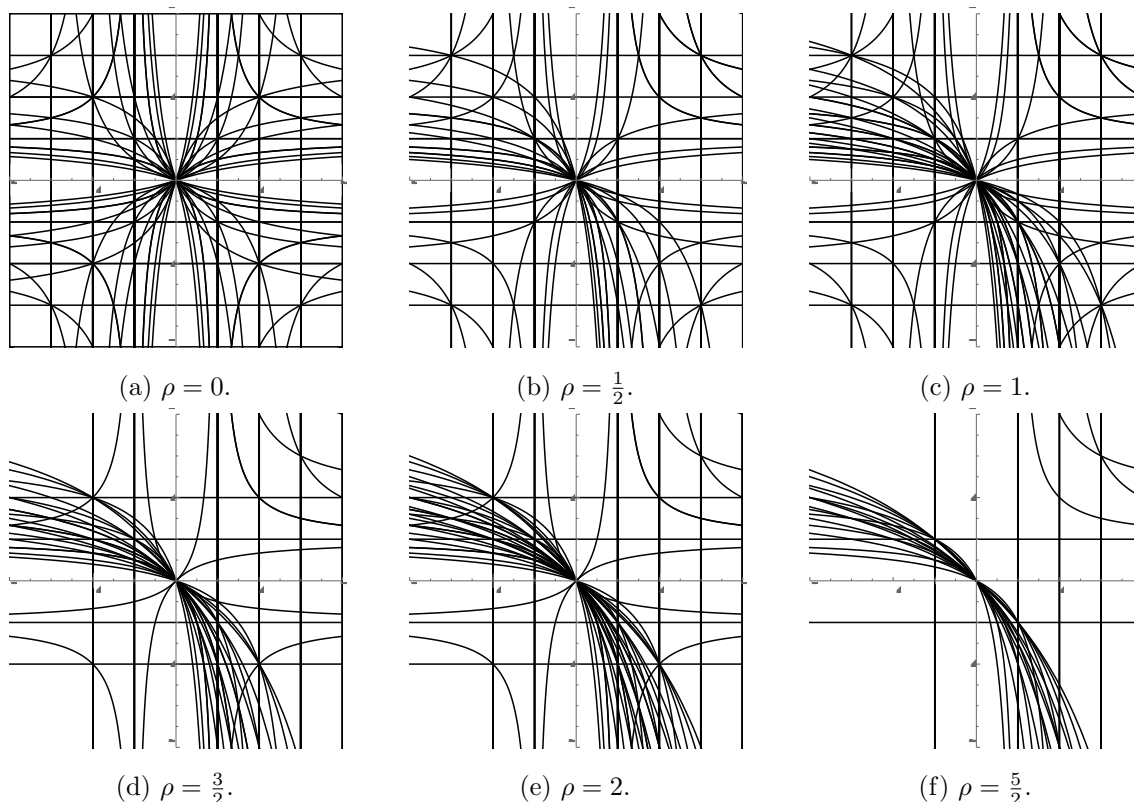 (a) ρ = 0.
(b) ρ = 1/2.
(c) ρ = 1.
(d) ρ = 3/2.
(e) ρ = 2.
(f) ρ = 5/2.